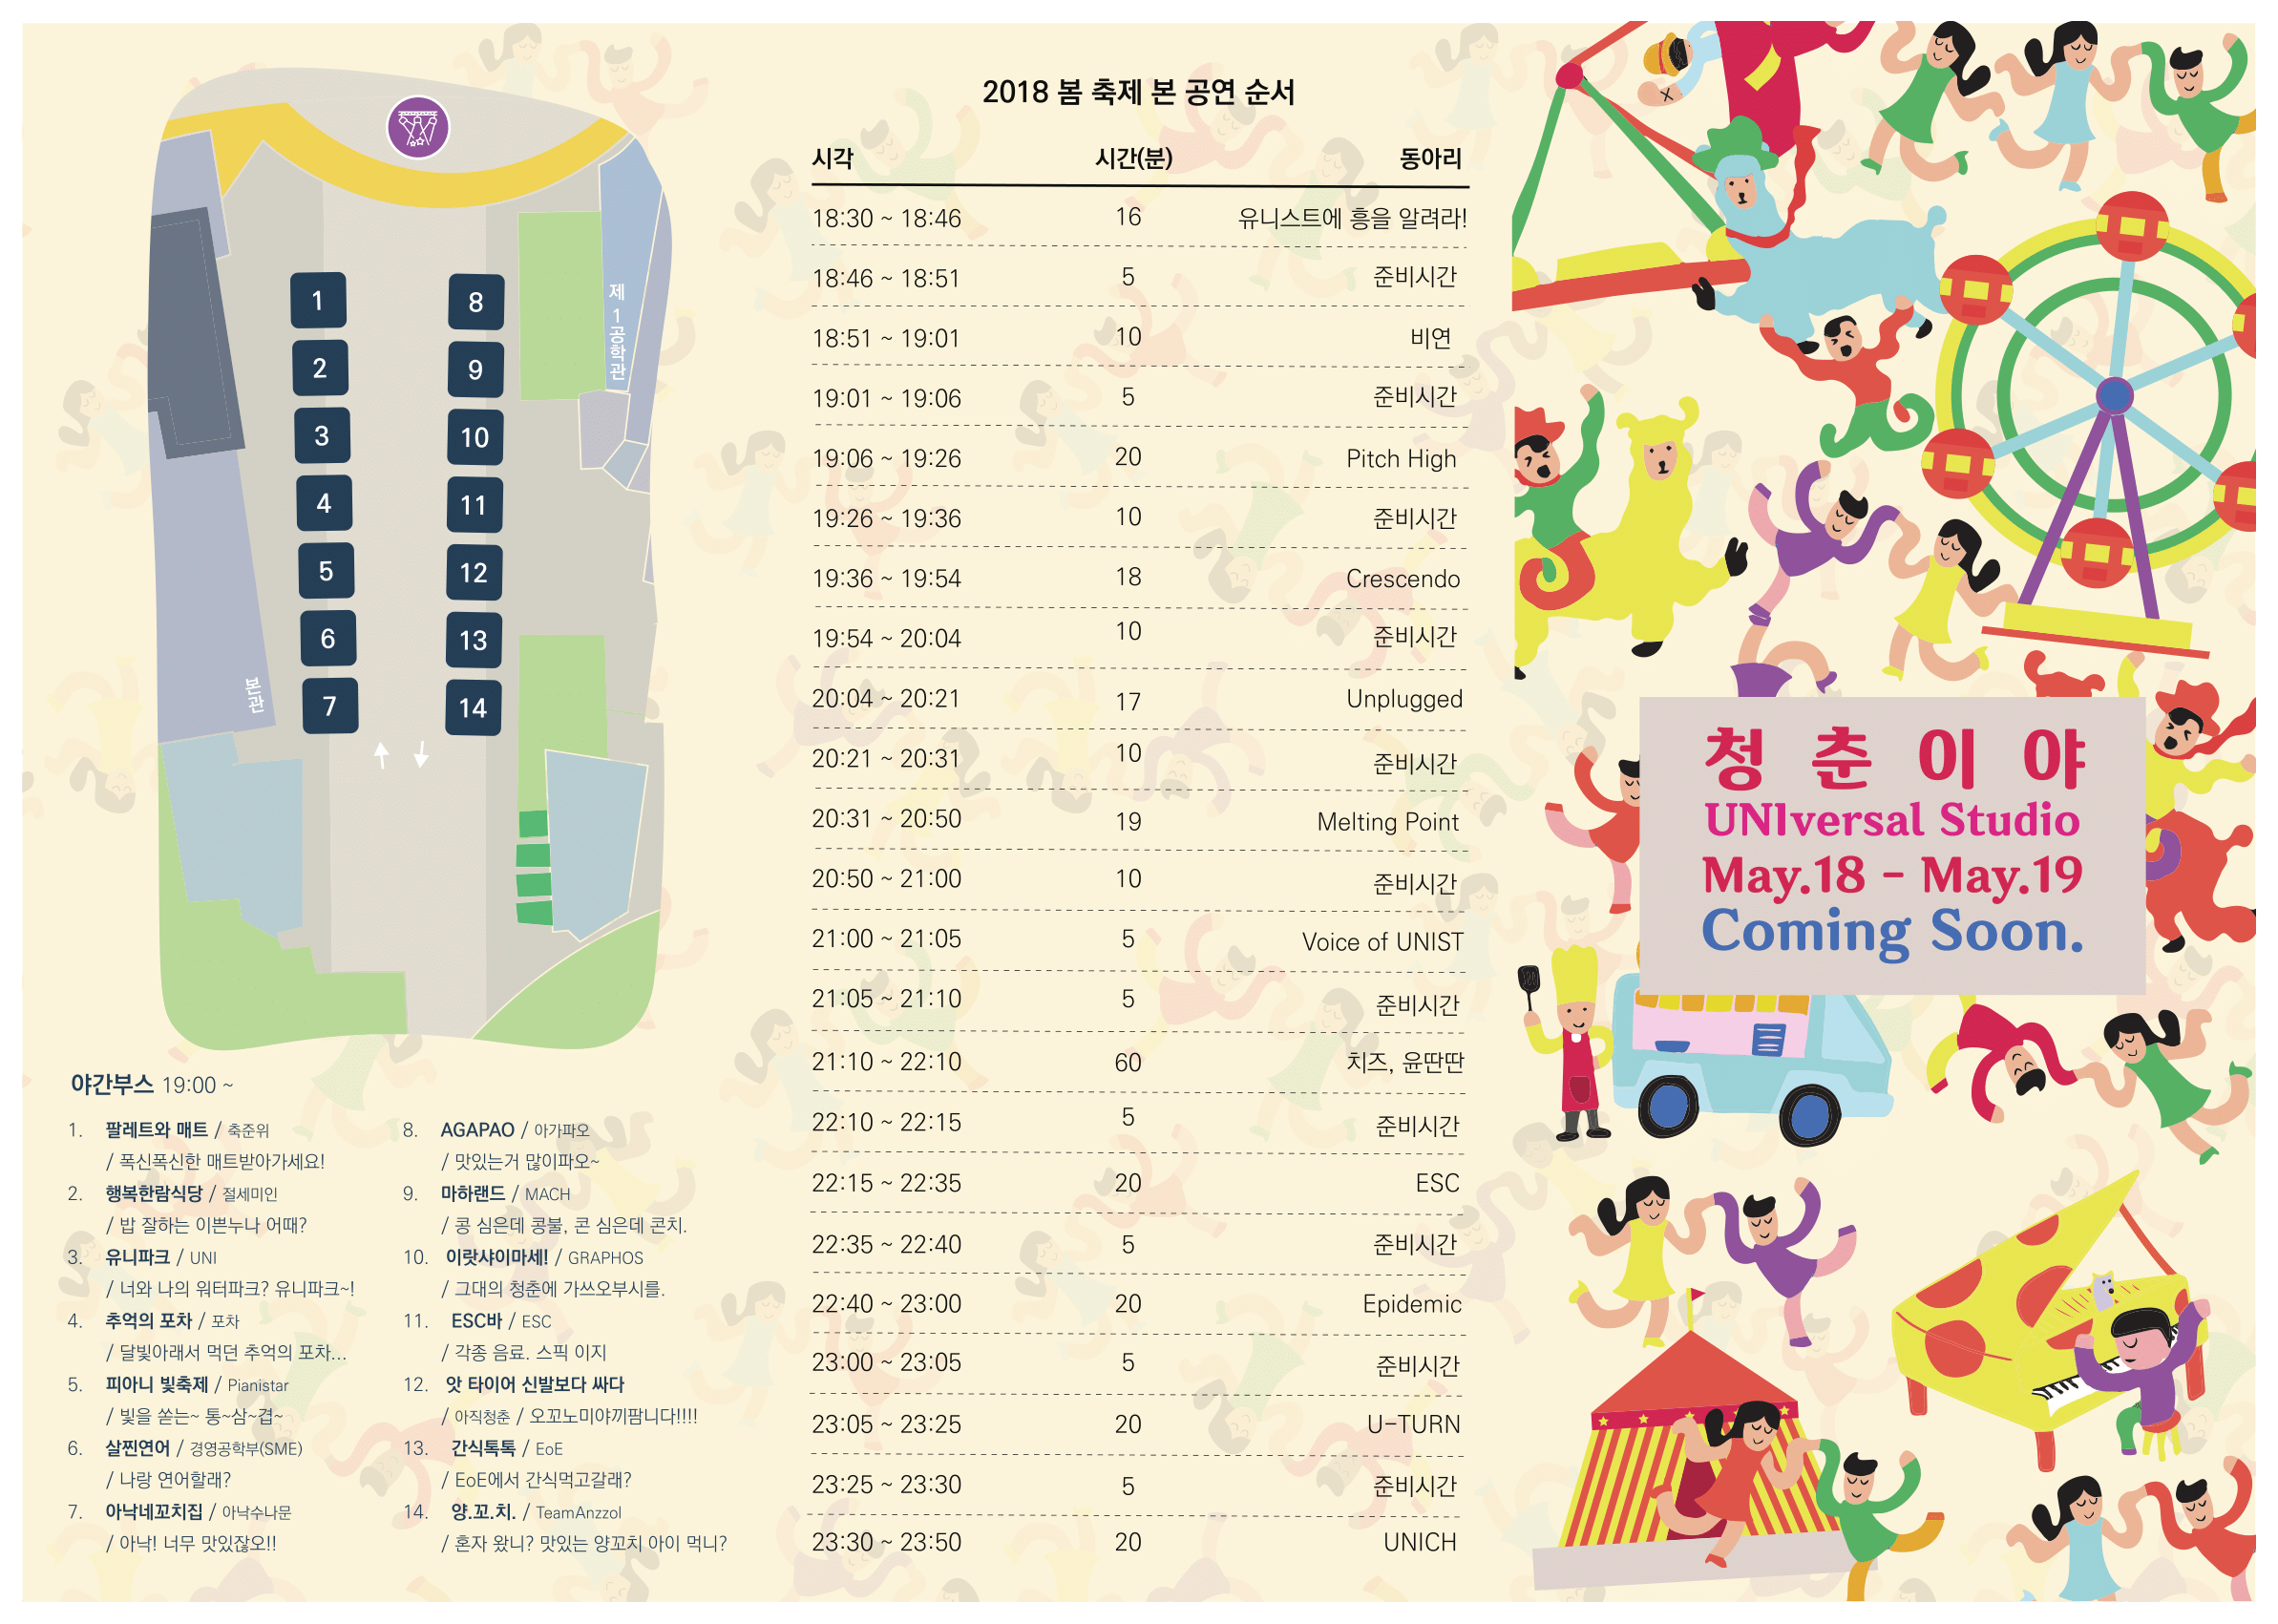 제1공학관
본관
1
2
3
4
5
6
7
8
9
10
11
12
13
14
야간부스 19:00 ~
1. 팔레트와 매트 / 축준위
/ 폭신폭신한 매트받아가세요!
2. 행복한람식당 / 절세미인
/ 밥 잘하는 이쁜누나 어때?
3. 유니파크 / UNI
/ 너와 나의 워터파크? 유니파크~!
4. 추억의 포차 / 포차
/ 달빛아래서 먹던 추억의 포차...
5. 피아니 빛축제 / Pianistar
/ 빛을 쏟는~ 통~삼~겹~
6. 살찐연어 / 경영공학부(SME)
/ 나랑 연어할래?
7. 아낙네꼬치집 / 아낙수나문
/ 아낙! 너무 맛있잖오!!
8. AGAPAO / 아가파오
/ 맛있는거 많이파오~
9. 마하랜드 / MACH
/ 콩 심은데 콩불, 콘 심은데 콘치.
10. 이랏샤이마세! / GRAPHOS
/ 그대의 청춘에 가쓰오부시를.
11. ESC바 / ESC
/ 각종 음료. 스픽 이지
12. 앗 타이어 신발보다 싸다
/ 아직청춘 / 오꼬노미야끼팜니다!!!!
13. 간식톡톡 / EoE
/ EoE에서 간식먹고갈래?
14. 양.꼬.치. / TeamAnzzol
/ 혼자 왔니? 맛있는 양꼬치 아이 먹니?
2018 봄 축제 본 공연 순서
시각 시간(분) 동아리
18:30 ~ 18:46 16 유니스트에 흥을 알려라!
18:46 ~ 18:51 5 준비시간
18:51 ~ 19:01 10 비연
19:01 ~ 19:06 5 준비시간
19:06 ~ 19:26 20 Pitch High
19:26 ~ 19:36 10 준비시간
19:36 ~ 19:54 18 Crescendo
19:54 ~ 20:04 10 준비시간
20:04 ~ 20:21 17 Unplugged
20:21 ~ 20:31 10 준비시간
20:31 ~ 20:50 19 Melting Point
20:50 ~ 21:00 10 준비시간
21:00 ~ 21:05 5 Voice of UNIST
21:05 ~ 21:10 5 준비시간
21:10 ~ 22:10 60 치즈, 윤딴딴
22:10 ~ 22:15 5 준비시간
22:15 ~ 22:35 20 ESC
22:35 ~ 22:40 5 준비시간
22:40 ~ 23:00 20 Epidemic
23:00 ~ 23:05 5 준비시간
23:05 ~ 23:25 20 U-TURN
23:25 ~ 23:30 5 준비시간
23:30 ~ 23:50 20 UNICH
청 춘 이 야
UNIversal Studio
May.18 - May.19
Coming Soon.